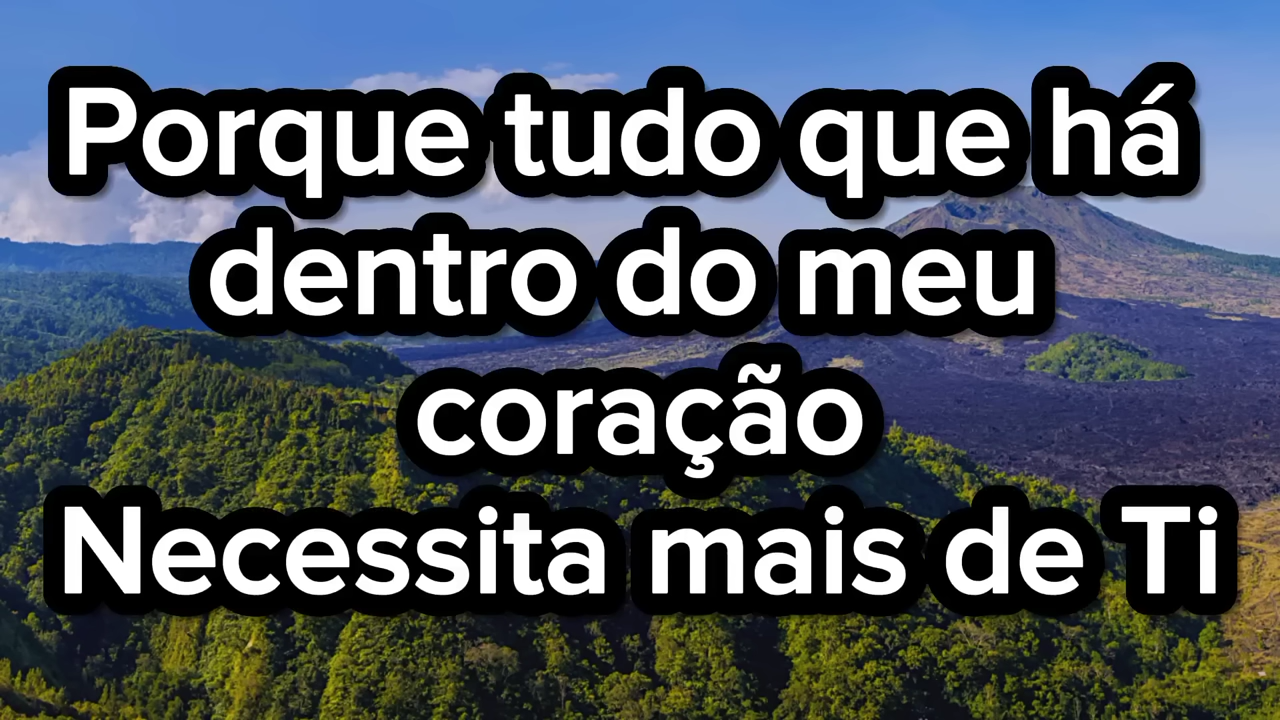 Porque tudo que há
dentro do meu
coração
Necessita mais de Ti